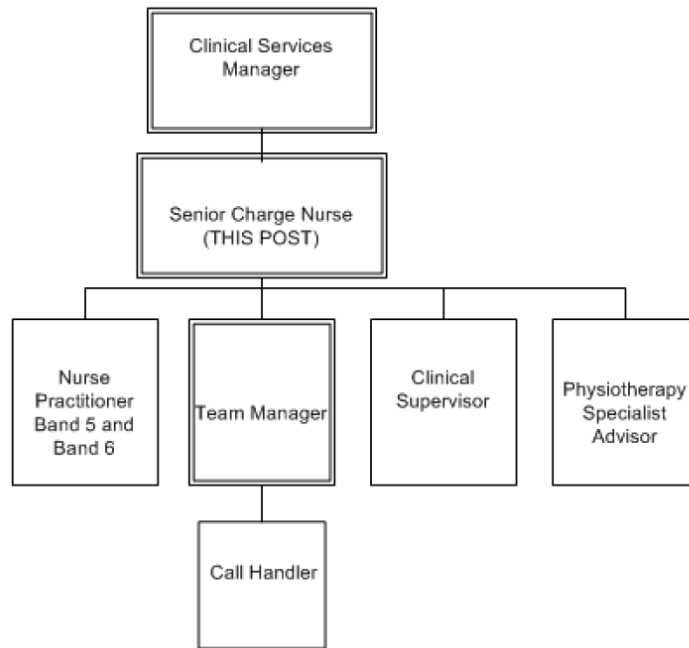 Clinical Services
Manager
Senior Charge Nurse
(THIS POST)
Nurse
Practitioner
Band 5 and
Band 6
Team Manager
Clinical
Supervisor
Physiotherapy
Specialist
Advisor
Call Handler